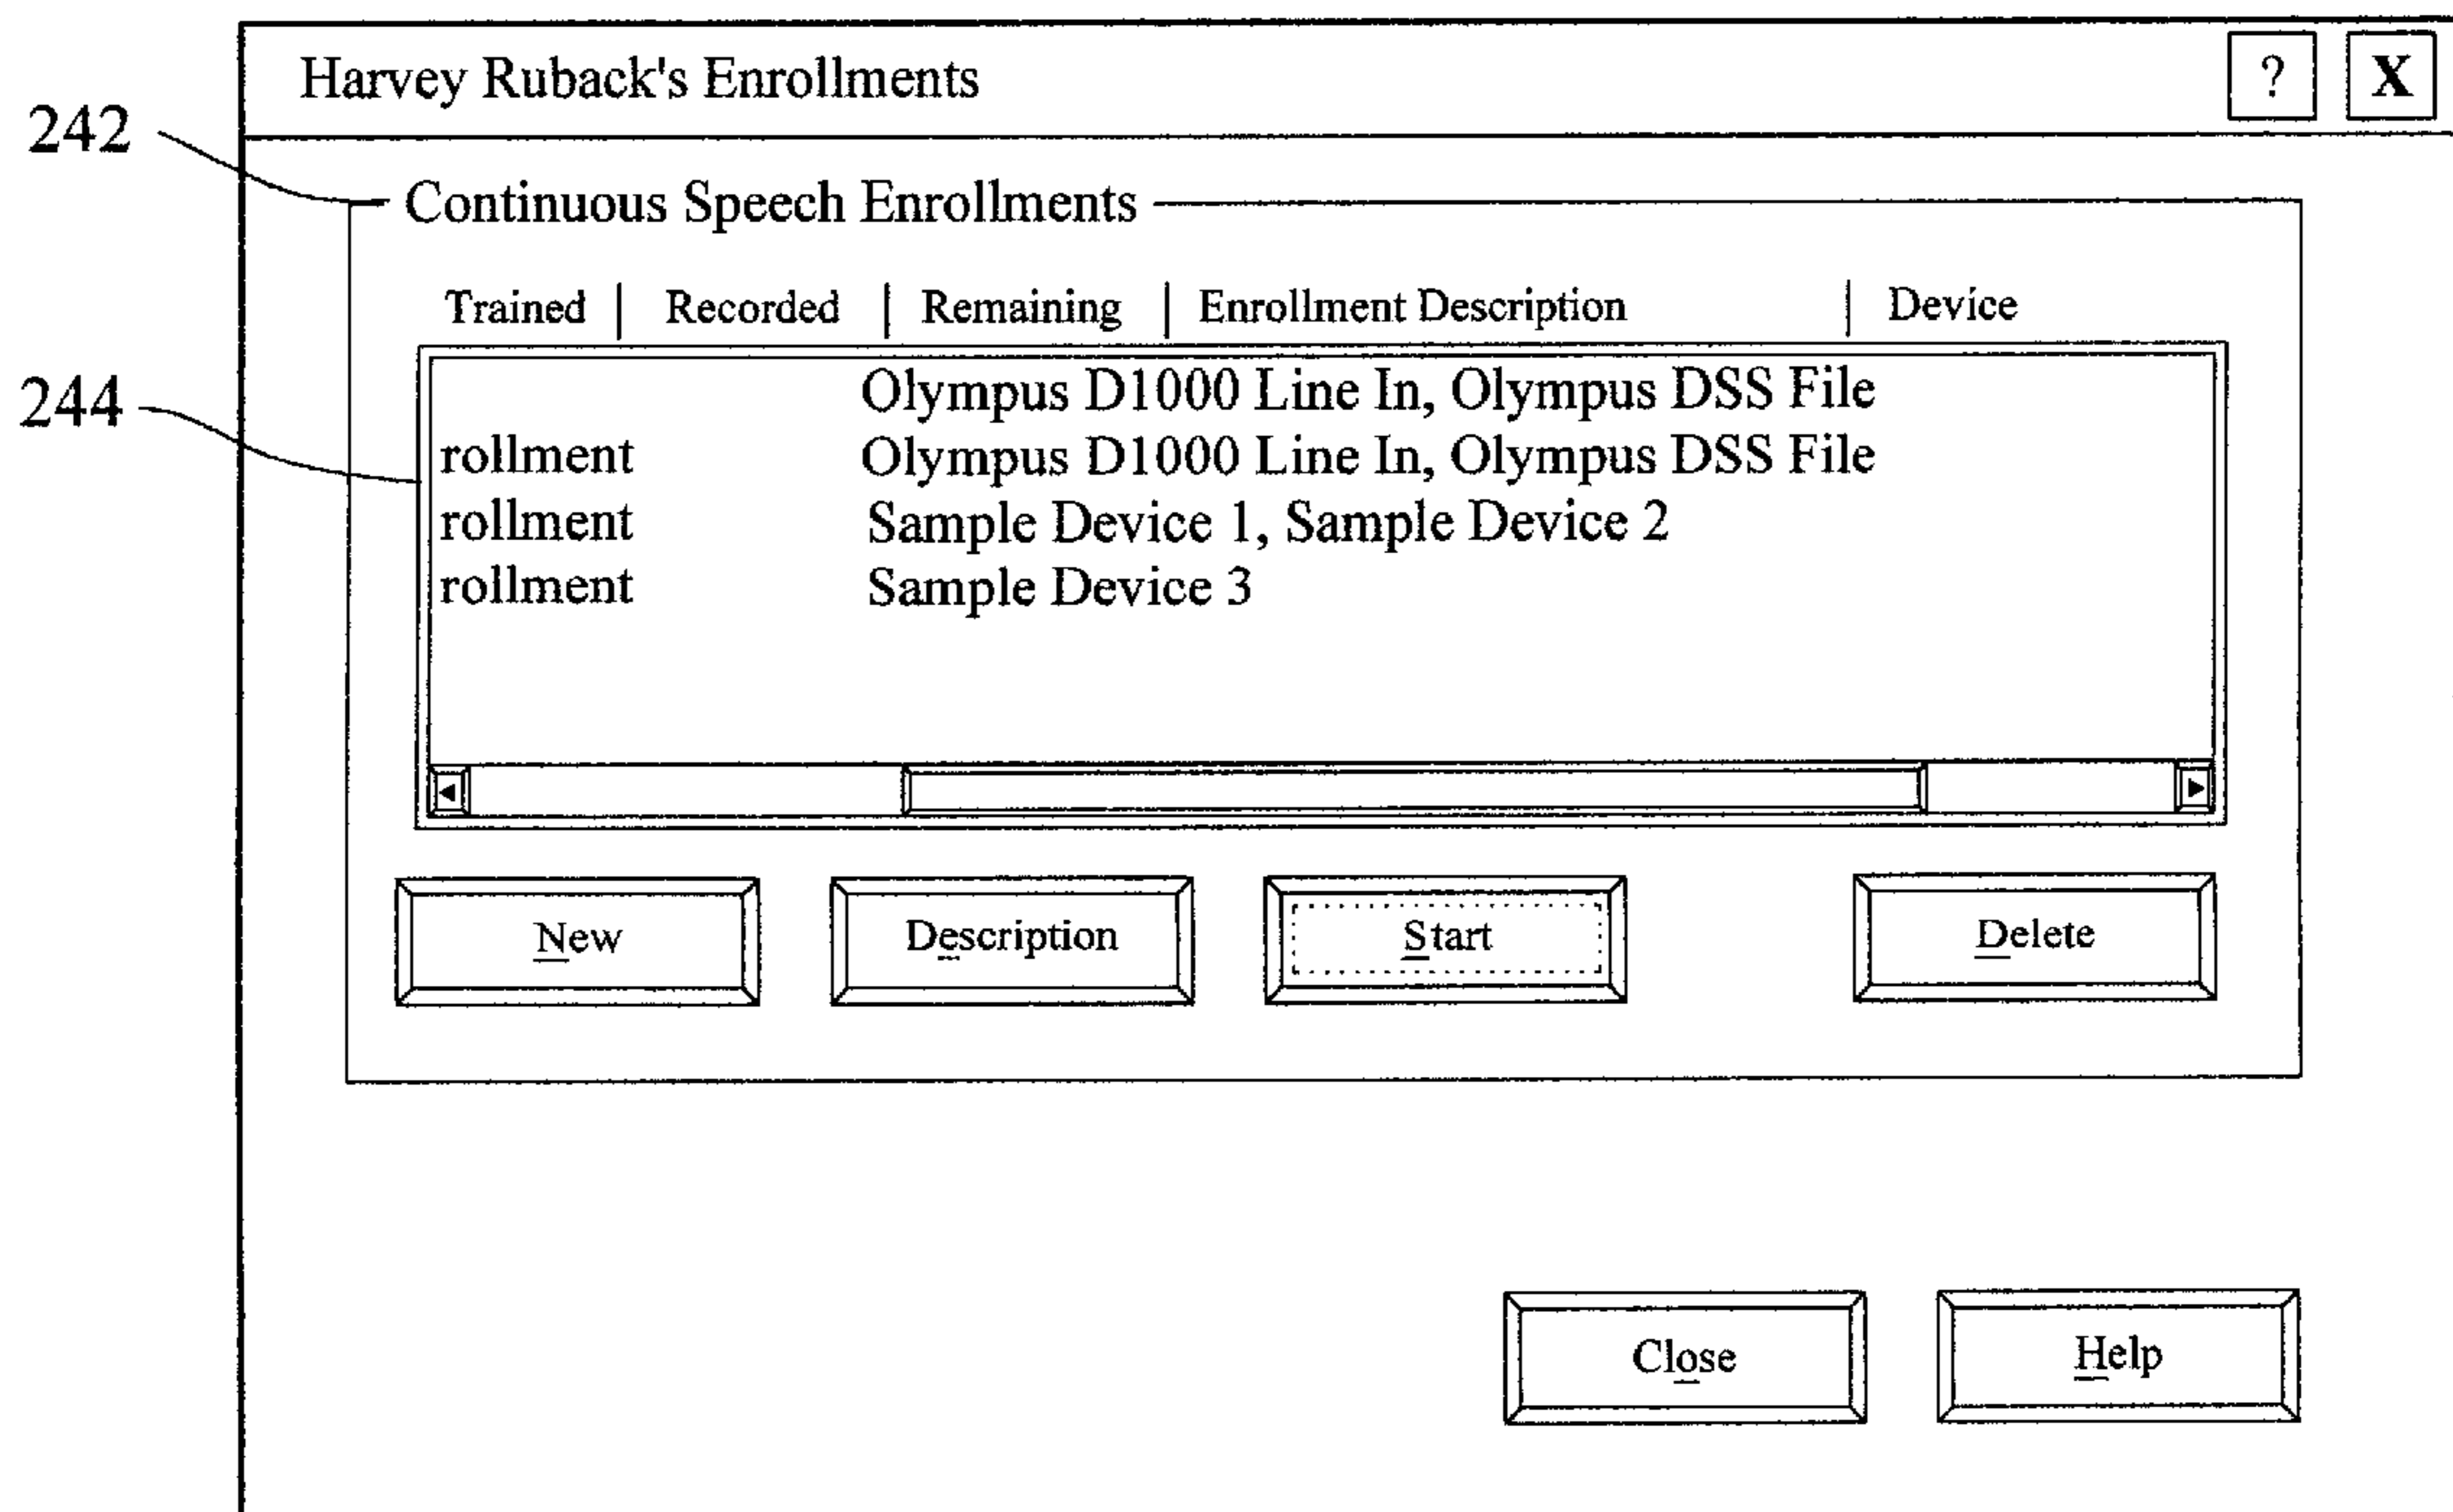 Harvey Ruback's Enrollments ? X
242
Continuous Speech Enrollments
Trained | Recorded | Remaining | Enrollment Description | Device
244
Olympus D1000 Line In, Olympus DSS File
rollment Olympus D1000 Line In, Olympus DSS File
rollment Sample Device 1, Sample Device 2
rollment Sample Device 3
New Description Start Delete
Close Help